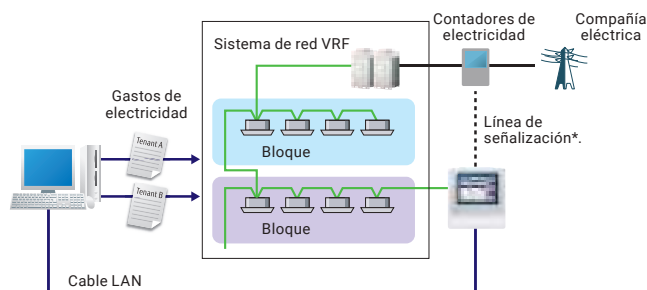 Contadores de
electricidad
Compañía
eléctrica
Sistema de red VRF
Gastos de
electricidad
Tenant A
Tenant B
Bloque
Bloque
Línea de
señalización*.
Cable LAN